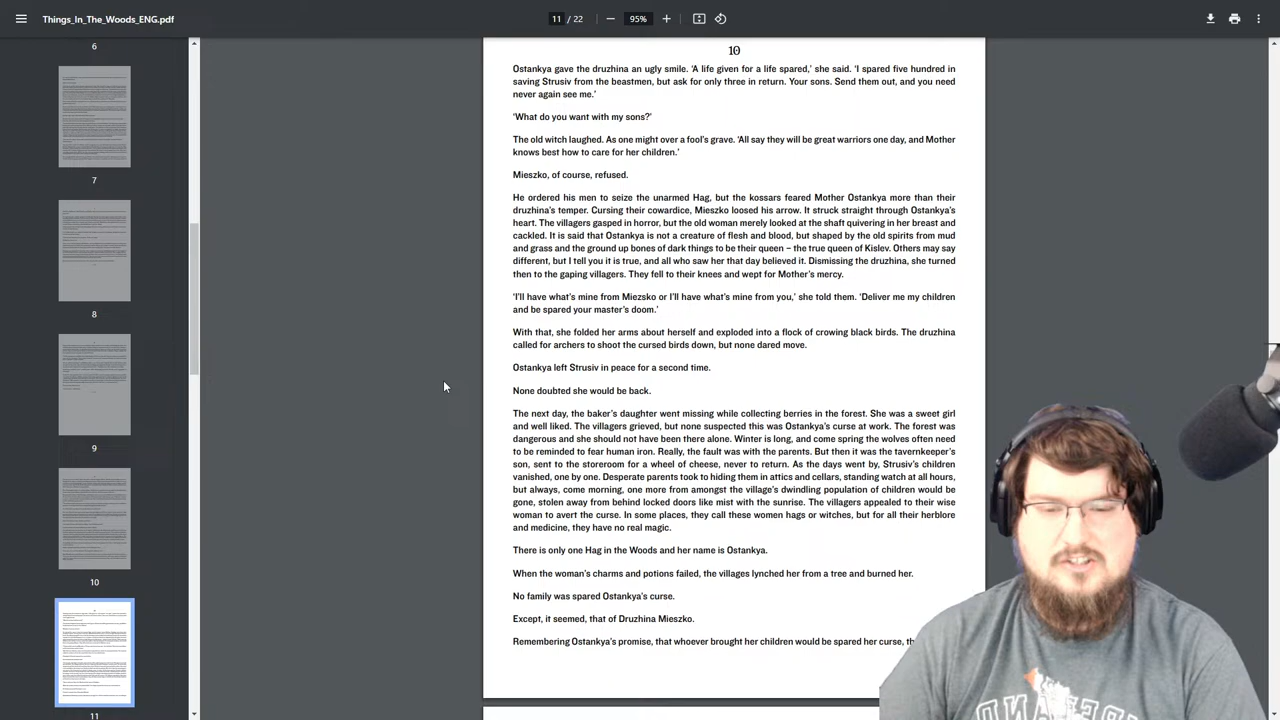 Things_In_The_Woods_ENG.pdf
11 / 22
95%
6
7
8
9
10
11
10
Ostankya gave the druzhina an ugly smile. ‘A life given for a life spared,’ she said. ‘I spared five hundred in
saving Strusiv from the beastmen, but ask for only three in return. Your sons. Send them out, and you need
never again see me.’
‘What do you want with my sons?’
The old witch laughed. As one might over a fool’s grave. ‘All say they will be great warriors one day, and Mother
knows best how to care for her children.’
Mieszko, of course, refused.
He ordered his men to seize the unarmed Hag, but the kossars feared Mother Ostankya more than their
druzhina’s temper. Cursing their cowardice, Mieszko loosed his arrow. It struck straight through Ostankya’s
heart. The villagers gasped in horror, but the old woman merely looked at the shaft quivering in her breast and
cackled. It is said that Ostankya is not a creature of flesh and blood, but shaped by the old spirits from mud
and grass and the ground up bones of dark things to be their queen – the true queen of Kislev. Others may say
different, but I tell you it is true, and all who saw her that day believed it. Dismissing the druzhina, she turned
then to the gaping villagers. They fell to their knees and wept for Mother’s mercy.
‘I’ll have what’s mine from Miezsko or I’ll have what’s mine from you,’ she told them. ‘Deliver me my children
and be spared your master’s doom.’
With that, she folded her arms about herself and exploded into a flock of crowing black birds. The druzhina
called for archers to shoot the cursed birds down, but none dared move.
Ostankya left Strusiv in peace for a second time.
None doubted she would be back.
The next day, the baker’s daughter went missing while collecting berries in the forest. She was a sweet girl
and well liked. The villagers grieved, but none suspected this was Ostankya’s curse at work. The forest was
dangerous and she should not have been there alone. Winter is long, and come spring the wolves often need
to be reminded to fear human iron. Really, the fault was with the parents. But then it was the tavernkeeper’s
son, sent to the storeroom for a wheel of cheese, never to return. As the days went by, Strusiv’s children
vanished, one by one. Desperate parents took to hiding them in attics and cellars, standing watch at all hours,
but always, come morning, one more from amongst the village’s dwindling population of children would be
gone, stolen away from behind locked doors like mist with the sunrise. The villagers appealed to their wise
woman to avert the curse. In some places, they call these women hags or witches, but for all their herblore
and medicine, they have no real magic.
There is only one Hag in the Woods and her name is Ostankya.
When the woman’s charms and potions failed, the villages lynched her from a tree and burned her.
No family was spared Ostankya’s curse.
Except, it seemed, that of Druzhina Mieszko.
Remembering Ostankya’s promise, that whoever brought her children would be spared her curse,